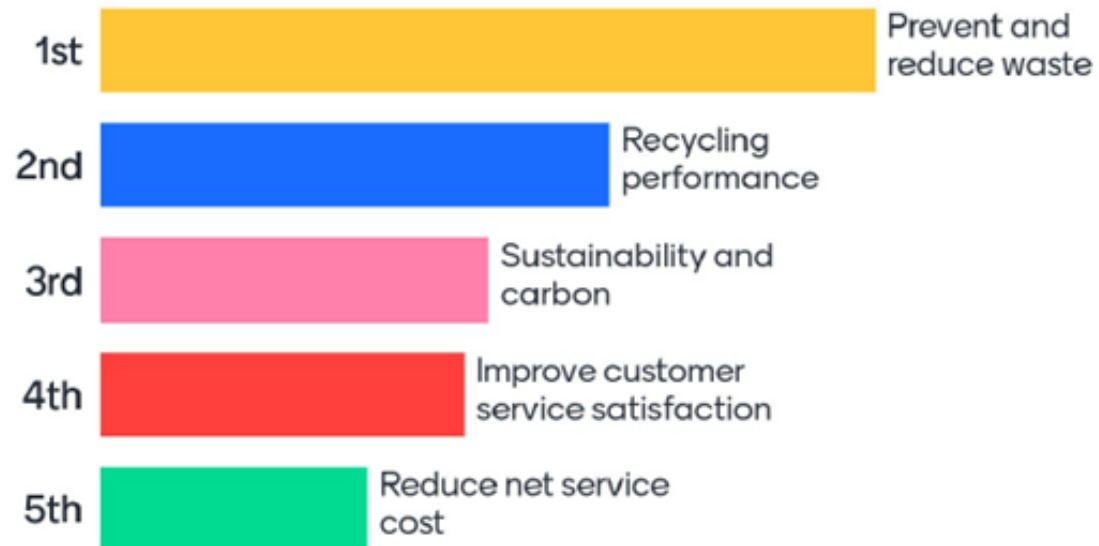 1st
Prevent and
reduce waste
2nd
Recycling
performance
3rd
Sustainability and
carbon
4th
Improve customer
service satisfaction
5th
Reduce net service
cost